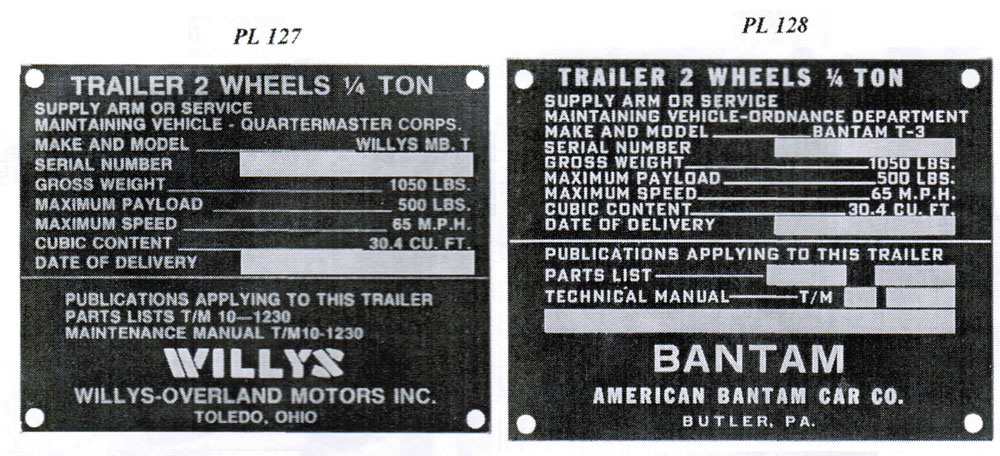 PL 127
TRAILER 2 WHEELS ¼ TON
SUPPLY ARM OR SERVICE
MAINTAINING VEHICLE - QUARTERMASTER CORPS.
MAKE AND MODEL WILLYS MB. T
SERIAL NUMBER
GROSS WEIGHT 1050 LBS.
MAXIMUM PAYLOAD 500 LBS.
MAXIMUM SPEED 65 M.P.H.
CUBIC CONTENT 30.4 CU. FT.
DATE OF DELIVERY
PUBLICATIONS APPLYING TO THIS TRAILER
PARTS LISTS T/M 10—1230
MAINTENANCE MANUAL T/M10-1230
WILLYS
WILLYS-OVERLAND MOTORS INC.
TOLEDO, OHIO
PL 128
TRAILER 2 WHEELS ¼ TON
SUPPLY ARM OR SERVICE
MAINTAINING VEHICLE-ORDNANCE DEPARTMENT
MAKE AND MODEL BANTAM T-3
SERIAL NUMBER
GROSS WEIGHT 1050 LBS.
MAXIMUM PAYLOAD 500 LBS.
MAXIMUM SPEED 65 M.P.H.
CUBIC CONTENT 30.4 CU. FT.
DATE OF DELIVERY
PUBLICATIONS APPLYING TO THIS TRAILER
PARTS LIST
TECHNICAL MANUAL T/M
BANTAM
AMERICAN BANTAM CAR CO.
BUTLER, PA.